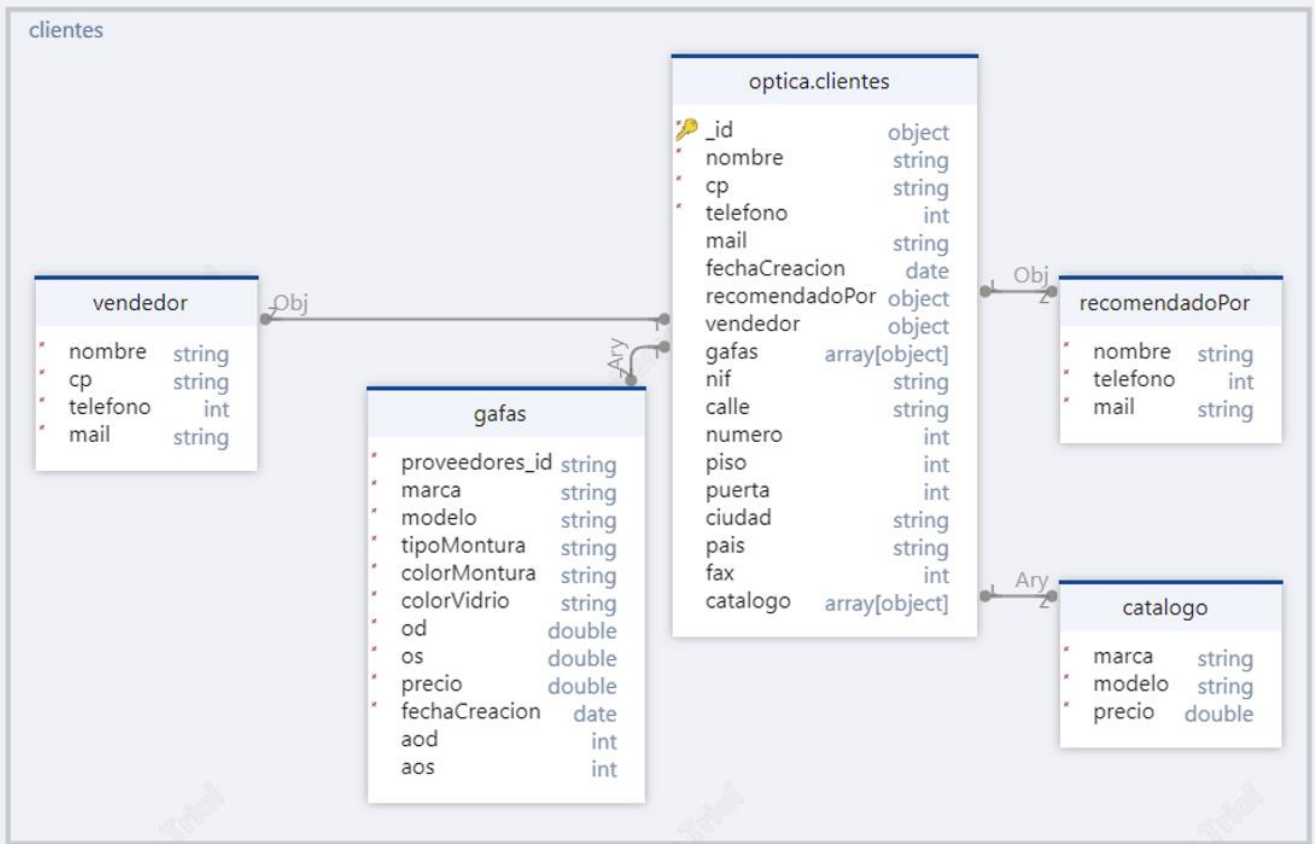 clientes
optica.clientes
_id object
nombre string
cp string
telefono int
mail string
fechaCreacion date
recomendadoPor object
vendedor object
gafas array[object]
nif string
calle string
numero int
piso int
puerta int
ciudad string
pais string
fax int
catalogo array[object]
vendedor
nombre string
cp string
telefono int
mail string
Obj
Ary
gafas
proveedores_id string
marca string
modelo string
tipoMontura string
colorMontura string
colorVidrio string
od double
os double
precio double
fechaCreacion date
aod int
aos int
Obj
recomendadoPor
nombre string
telefono int
mail string
Ary
catalogo
marca string
modelo string
precio double
Trial
Trial
Trial